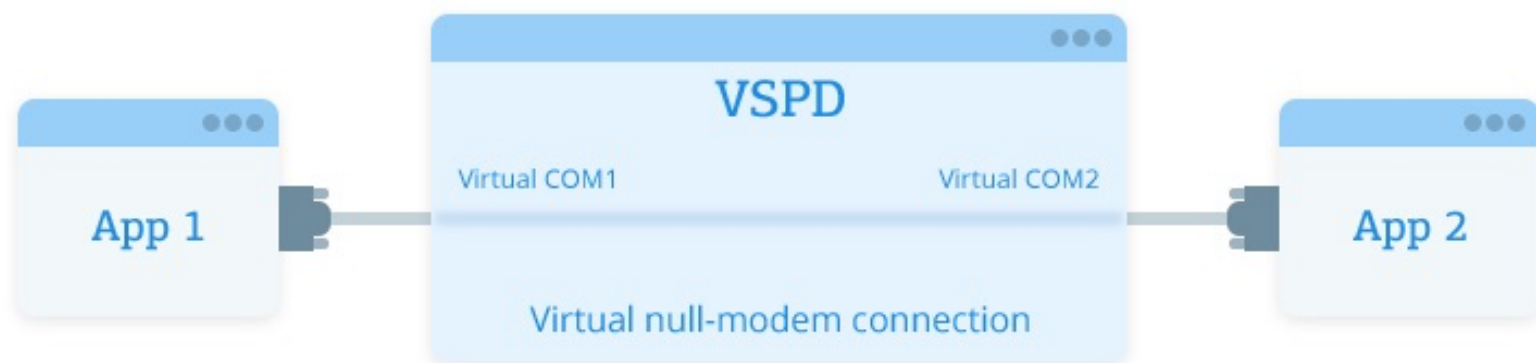 VSPD
Virtual COM1
Virtual COM2
App 1
App 2
Virtual null-modem connection